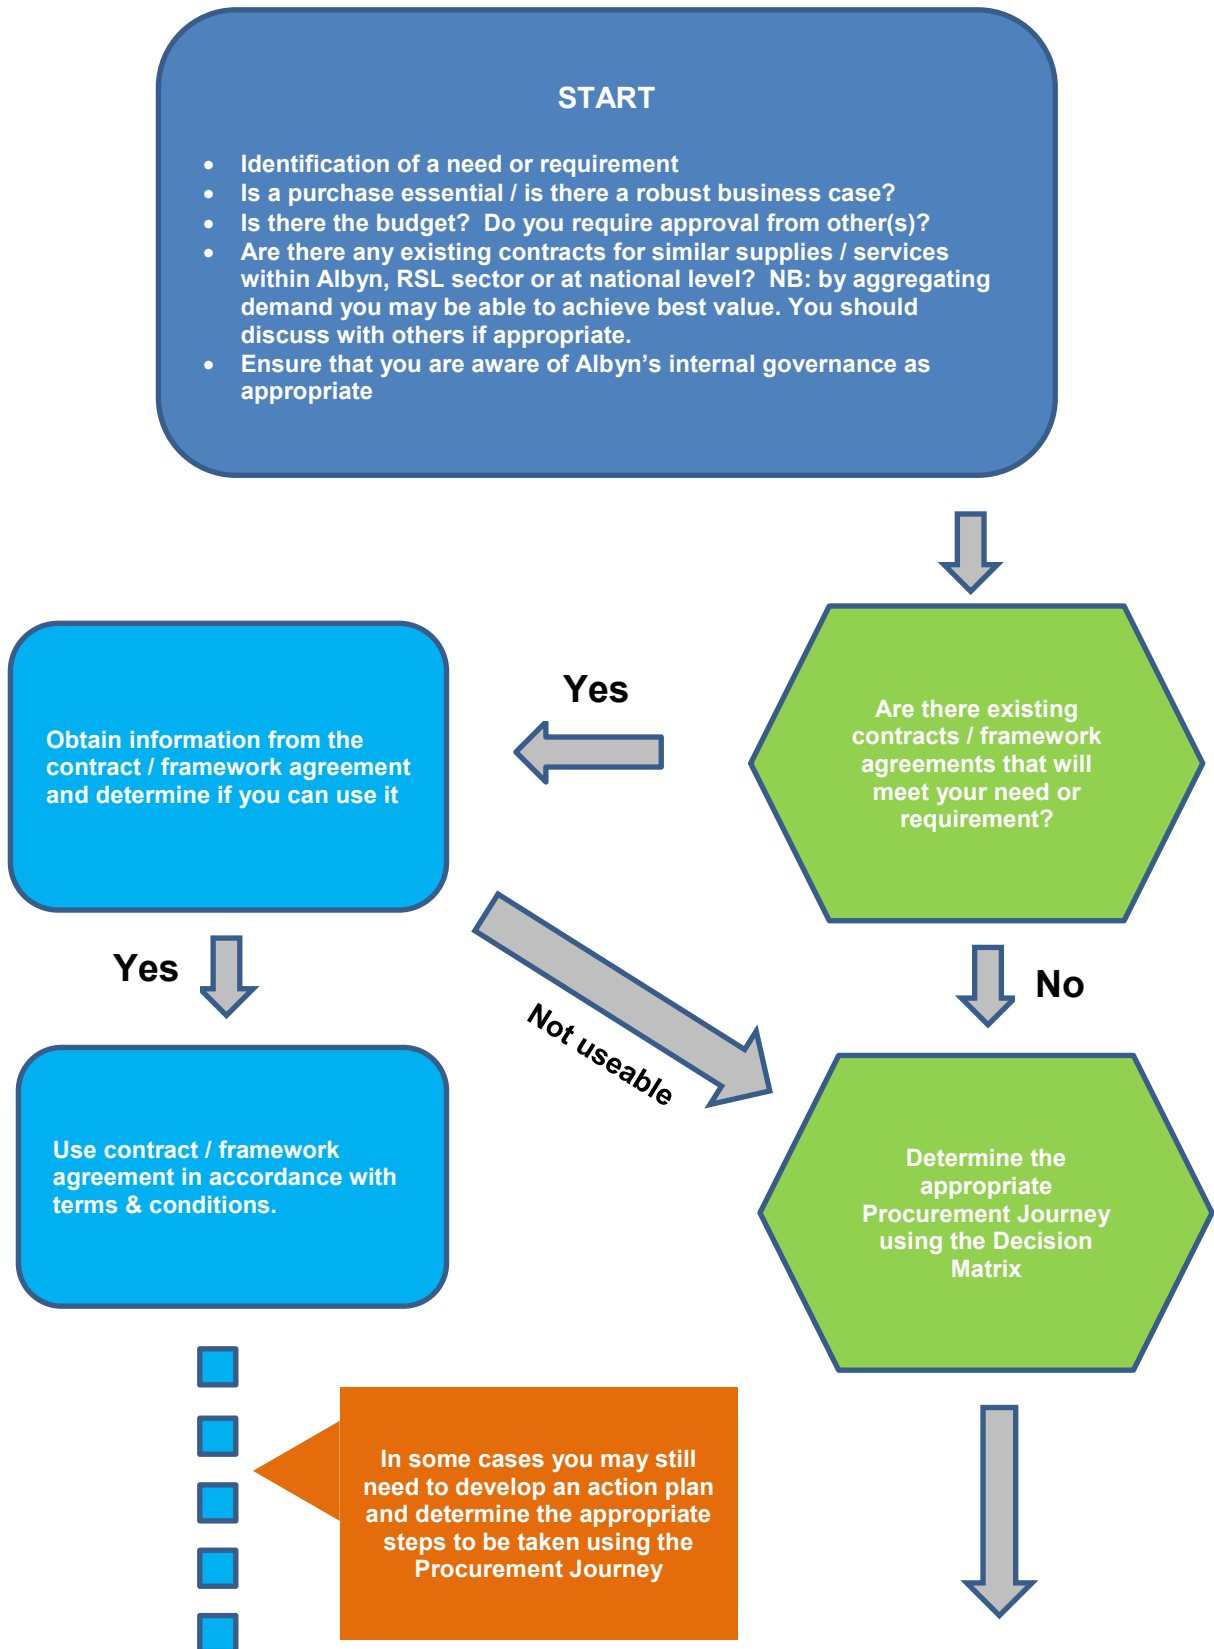 START
• Identification of a need or requirement
• Is a purchase essential / is there a robust business case?
• Is there the budget?  Do you require approval from other(s)?
• Are there any existing contracts for similar supplies / services
within Albyn, RSL sector or at national level?  NB: by aggregating
demand you may be able to achieve best value. You should
discuss with others if appropriate.
• Ensure that you are aware of Albyn’s internal governance as
appropriate
Are there existing
contracts / framework
agreements that will
meet your need or
requirement?
Yes
Obtain information from the
contract / framework agreement
and determine if you can use it
Yes
Not useable
No
Use contract / framework
agreement in accordance with
terms & conditions.
Determine the
appropriate
Procurement Journey
using the Decision
Matrix
In some cases you may still
need to develop an action plan
and determine the appropriate
steps to be taken using the
Procurement Journey